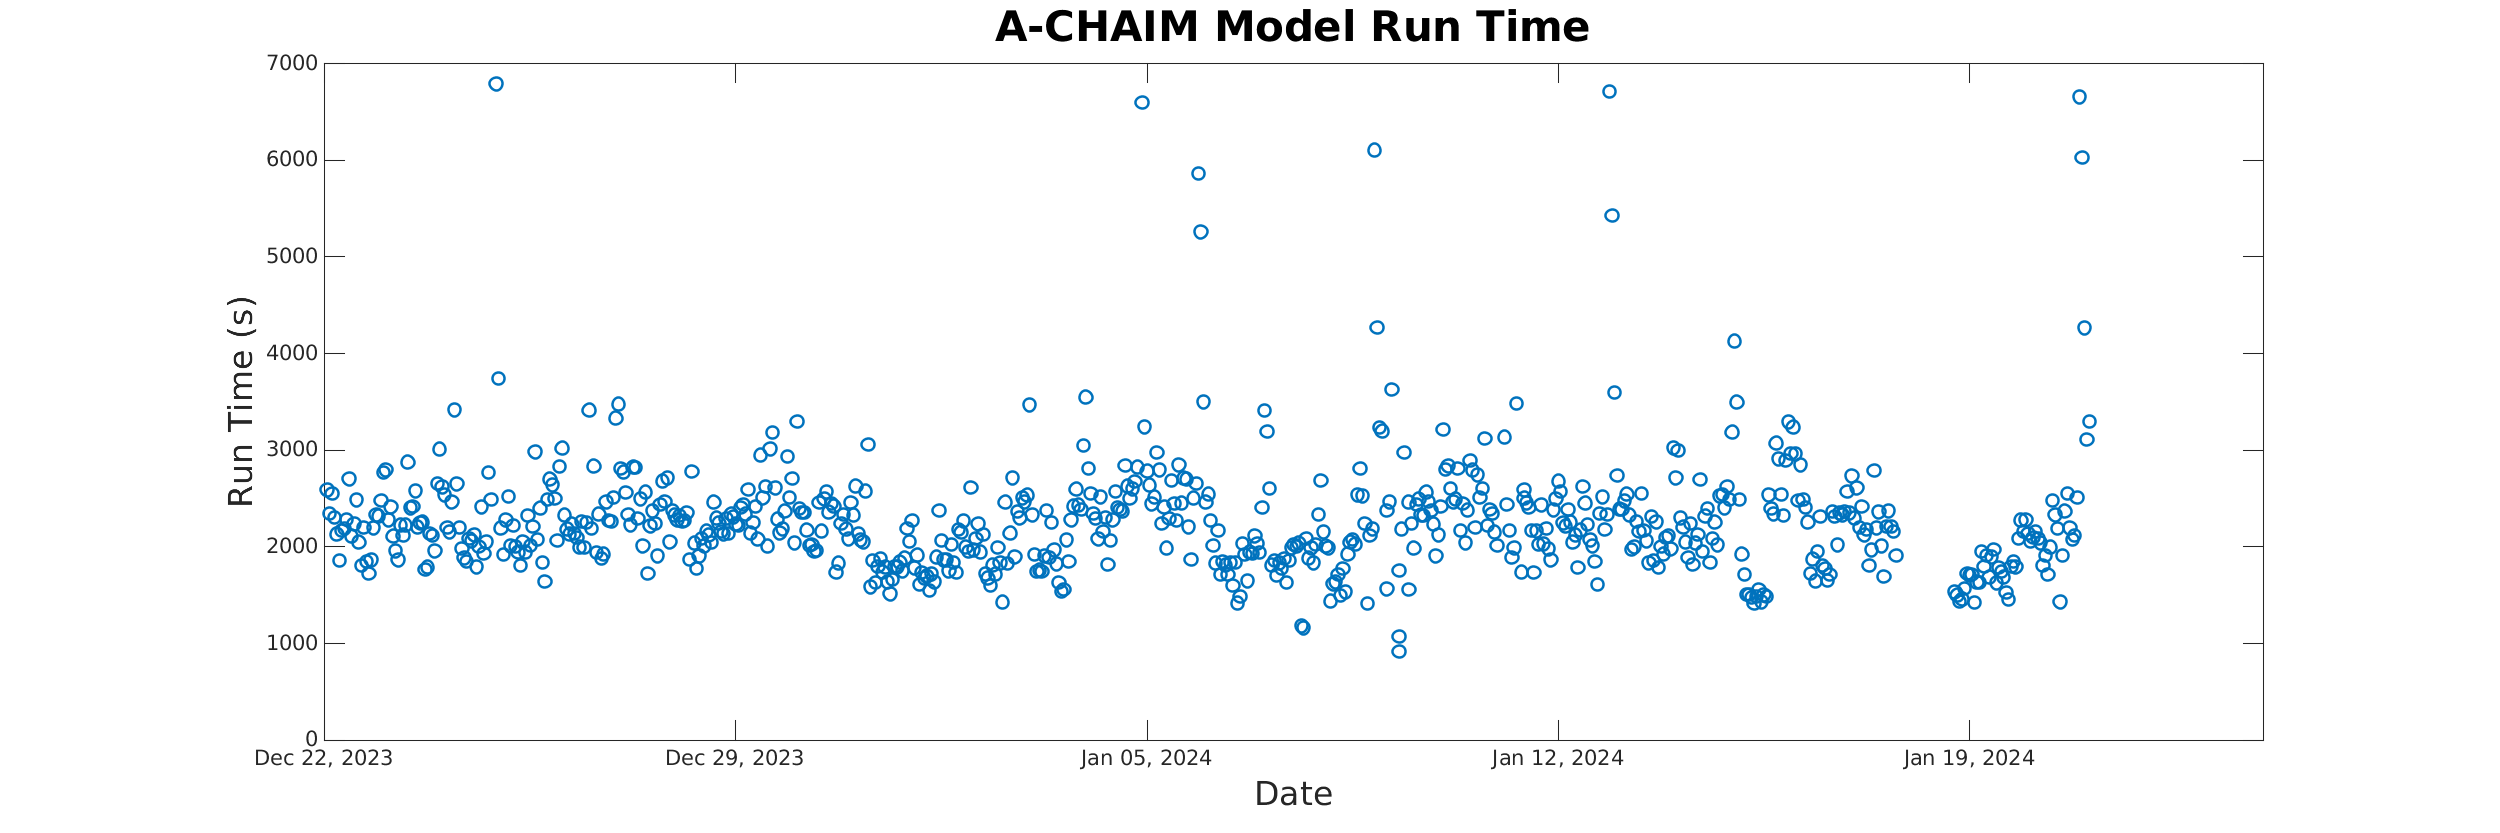 A-CHAIM Model Run Time
7000
6000
5000
4000
3000
2000
1000
0
Run Time (s)
Dec 22, 2023
Dec 29, 2023
Jan 05, 2024
Jan 12, 2024
Jan 19, 2024
Date